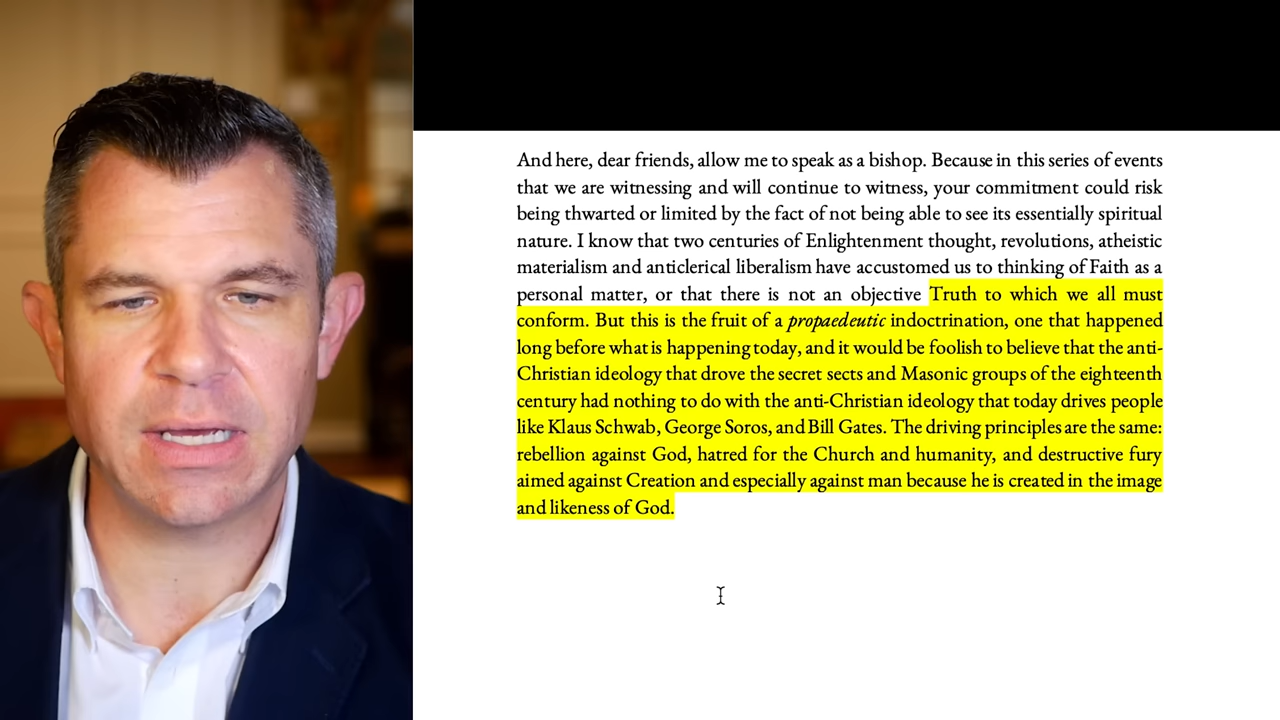 And here, dear friends, allow me to speak as a bishop. Because in this series of events
that we are witnessing and will continue to witness, your commitment could risk
being thwarted or limited by the fact of not being able to see its essentially spiritual
nature. I know that two centuries of Enlightenment thought, revolutions, atheistic
materialism and anticlerical liberalism have accustomed us to thinking of Faith as a
personal matter, or that there is not an objective Truth to which we all must
conform. But this is the fruit of a propaedeutic indoctrination, one that happened
long before what is happening today, and it would be foolish to believe that the anti-
Christian ideology that drove the secret sects and Masonic groups of the eighteenth
century had nothing to do with the anti-Christian ideology that today drives people
like Klaus Schwab, George Soros, and Bill Gates. The driving principles are the same:
rebellion against God, hatred for the Church and humanity, and destructive fury
aimed against Creation and especially against man because he is created in the image
and likeness of God.